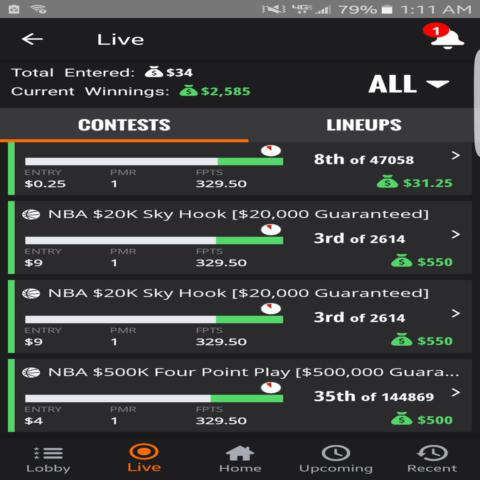 79% 1:11 AM
Live
1
Total Entered: $34
Current Winnings: $2,585
ALL
CONTESTS LINEUPS
8th of 47058
ENTRY PMR FPTS
$0.25 1 329.50 $31.25
NBA $20K Sky Hook [$20,000 Guaranteed]
3rd of 2614
ENTRY PMR FPTS
$9 1 329.50 $550
NBA $20K Sky Hook [$20,000 Guaranteed]
3rd of 2614
ENTRY PMR FPTS
$9 1 329.50 $550
NBA $500K Four Point Play [$500,000 Guara...
35th of 144869
ENTRY PMR FPTS
$4 1 329.50 $500
Lobby Live Home Upcoming Recent